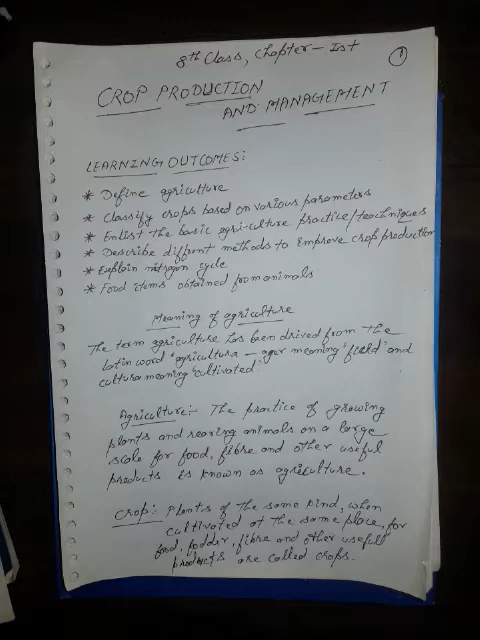 8th Class, Chapter - Ist
1
CROP PRODUCTION
AND MANAGEMENT
LEARNING OUTCOMES:
* Define agriculture
* Classify crops based on various parameters
* Enlist the basic agri-culture practice/teachniques
* Describe diffrent methods to improve crop production
* Explain nitrogen cycle
* Food items obtained from animals
Meaning of agriculture
The term agriculture has been drived from the
Latin word "agricultura - ager meaning "field" and
cultura meaning "cultivated"
Agriculture:- The practice of growing
plants and rearing animals on a large
scale for food, fibre and other useful
products is known as agriculture.
Crop:- Plants of the same kind, when
cultivated at the same place, for
food, fodder, fibre and other usefull
products are called crops.